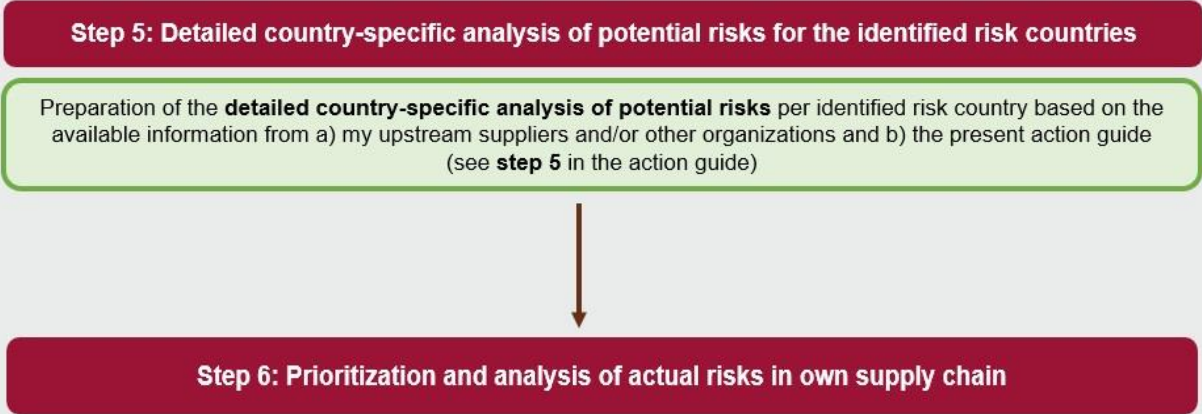 Step 5: Detailed country-specific analysis of potential risks for the identified risk countries
Preparation of the detailed country-specific analysis of potential risks per identified risk country based on the
available information from a) my upstream suppliers and/or other organizations and b) the present action guide
(see step 5 in the action guide)
Step 6: Prioritization and analysis of actual risks in own supply chain